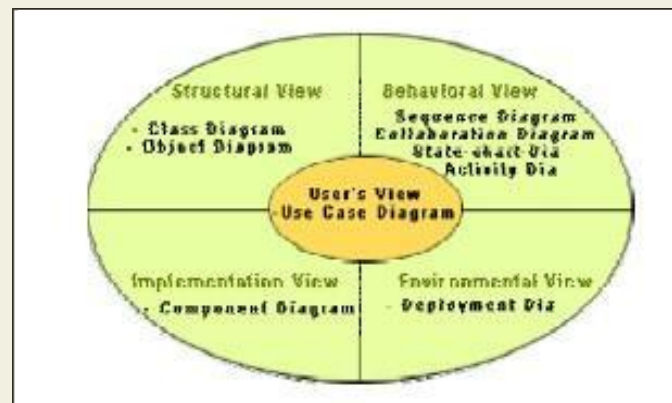 Structural View
- Class Diagram
- Object Diagram
Behavioral View
Sequence Diagram
Collaboration Diagram
State-chart Dia
Activity Dia
User's View
-Use Case Diagram
Implementation View
- Component Diagram
Environmental View
- Deployment Dia